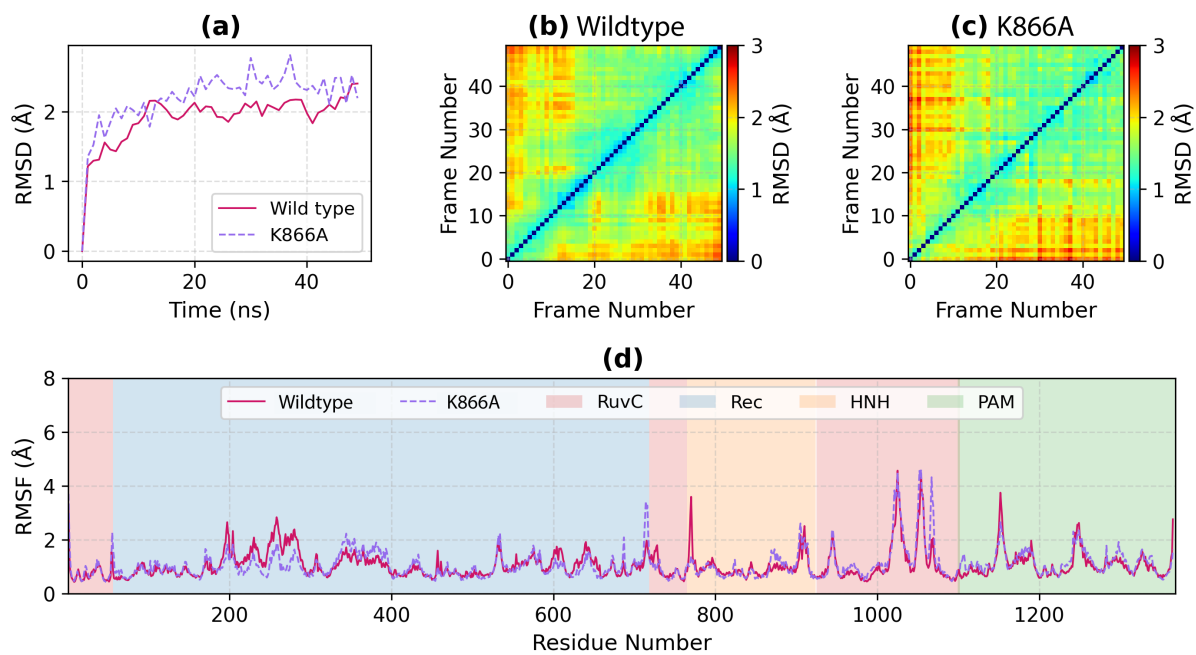 (a)
RMSD (Å)
2
1
0
0
20
40
Time (ns)
Wild type
K866A
(b) Wildtype
Frame Number
40
30
20
10
0
0
20
40
Frame Number
3
2
1
0
RMSD (Å)
(c) K866A
Frame Number
40
30
20
10
0
0
20
40
Frame Number
3
2
1
0
RMSD (Å)
(d)
RMSF (Å)
8
6
4
2
0
Wildtype K866A RuvC Rec HNH PAM
200 400 600 800 1000 1200
Residue Number